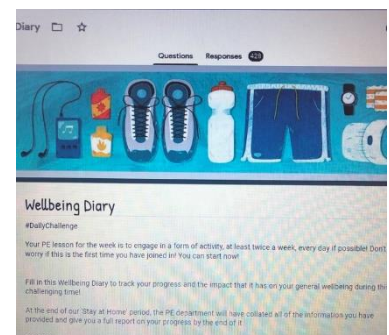 Diary
Questions Responses 428
Wellbeing Diary
#DailyChallenge
Your PE lesson for the week is to engage in a form of activity, at least twice a week, every day if possible! Don't
worry if this is the first time you have joined in! You can start now!
Fill in this Wellbeing Diary to track your progress and the impact that it has on your general wellbeing during this
challenging time!
At the end of our 'Stay at Home' period, the PE department will have collated all of the information you have
provided and give you a full report on your progress by the end of it